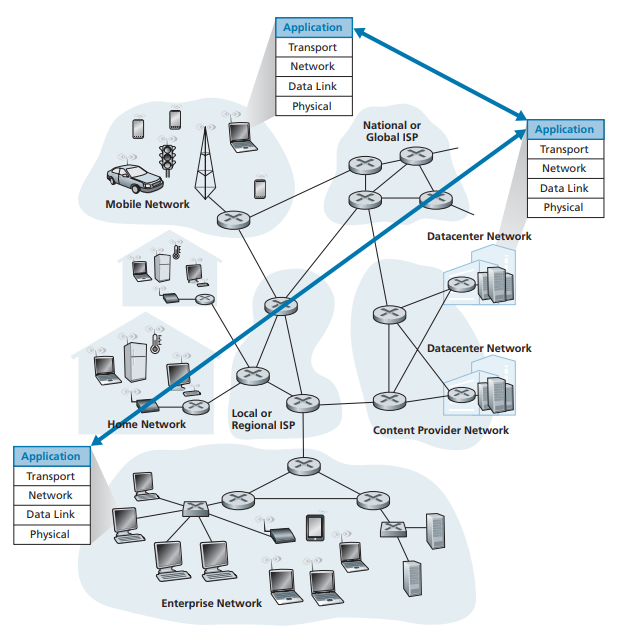 Application
Transport
Network
Data Link
Physical
National or
Global ISP
Application
Transport
Network
Data Link
Physical
Mobile Network
Datacenter Network
Datacenter Network
Home Network
Local or
Regional ISP
Content Provider Network
Application
Transport
Network
Data Link
Physical
Enterprise Network